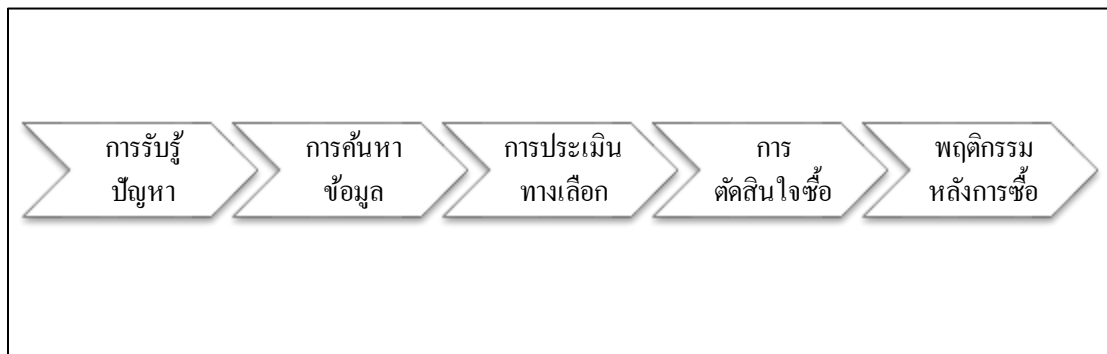 การรับรู้
ปัญหา
การค้นหา
ข้อมูล
การประเมิน
ทางเลือก
การ
ตัดสินใจซื้อ
พฤติกรรม
หลังการซื้อ